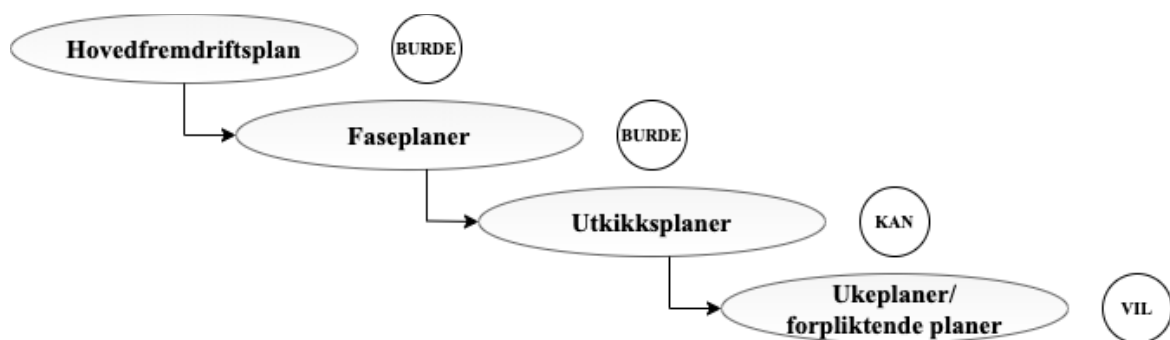 Hovedfremdriftsplan
BURDE
Faseplaner
BURDE
Utkikksplaner
KAN
Ukeplaner/
forpliktende planer
VIL